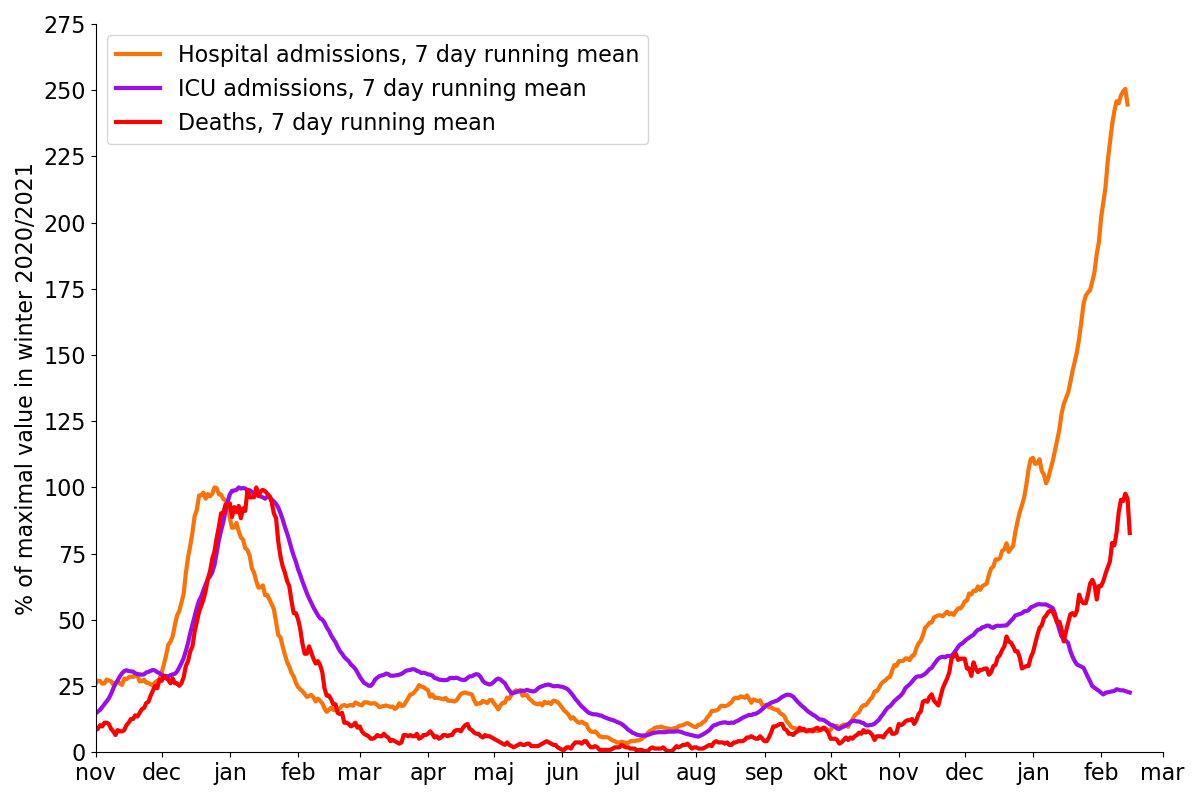 275
250
225
200
175
150
125
100
75
50
25
0
% of maximal value in winter 2020/2021
Hospital admissions, 7 day running mean
ICU admissions, 7 day running mean
Deaths, 7 day running mean
nov dec jan feb mar apr maj jun jul aug sep okt nov dec jan feb mar